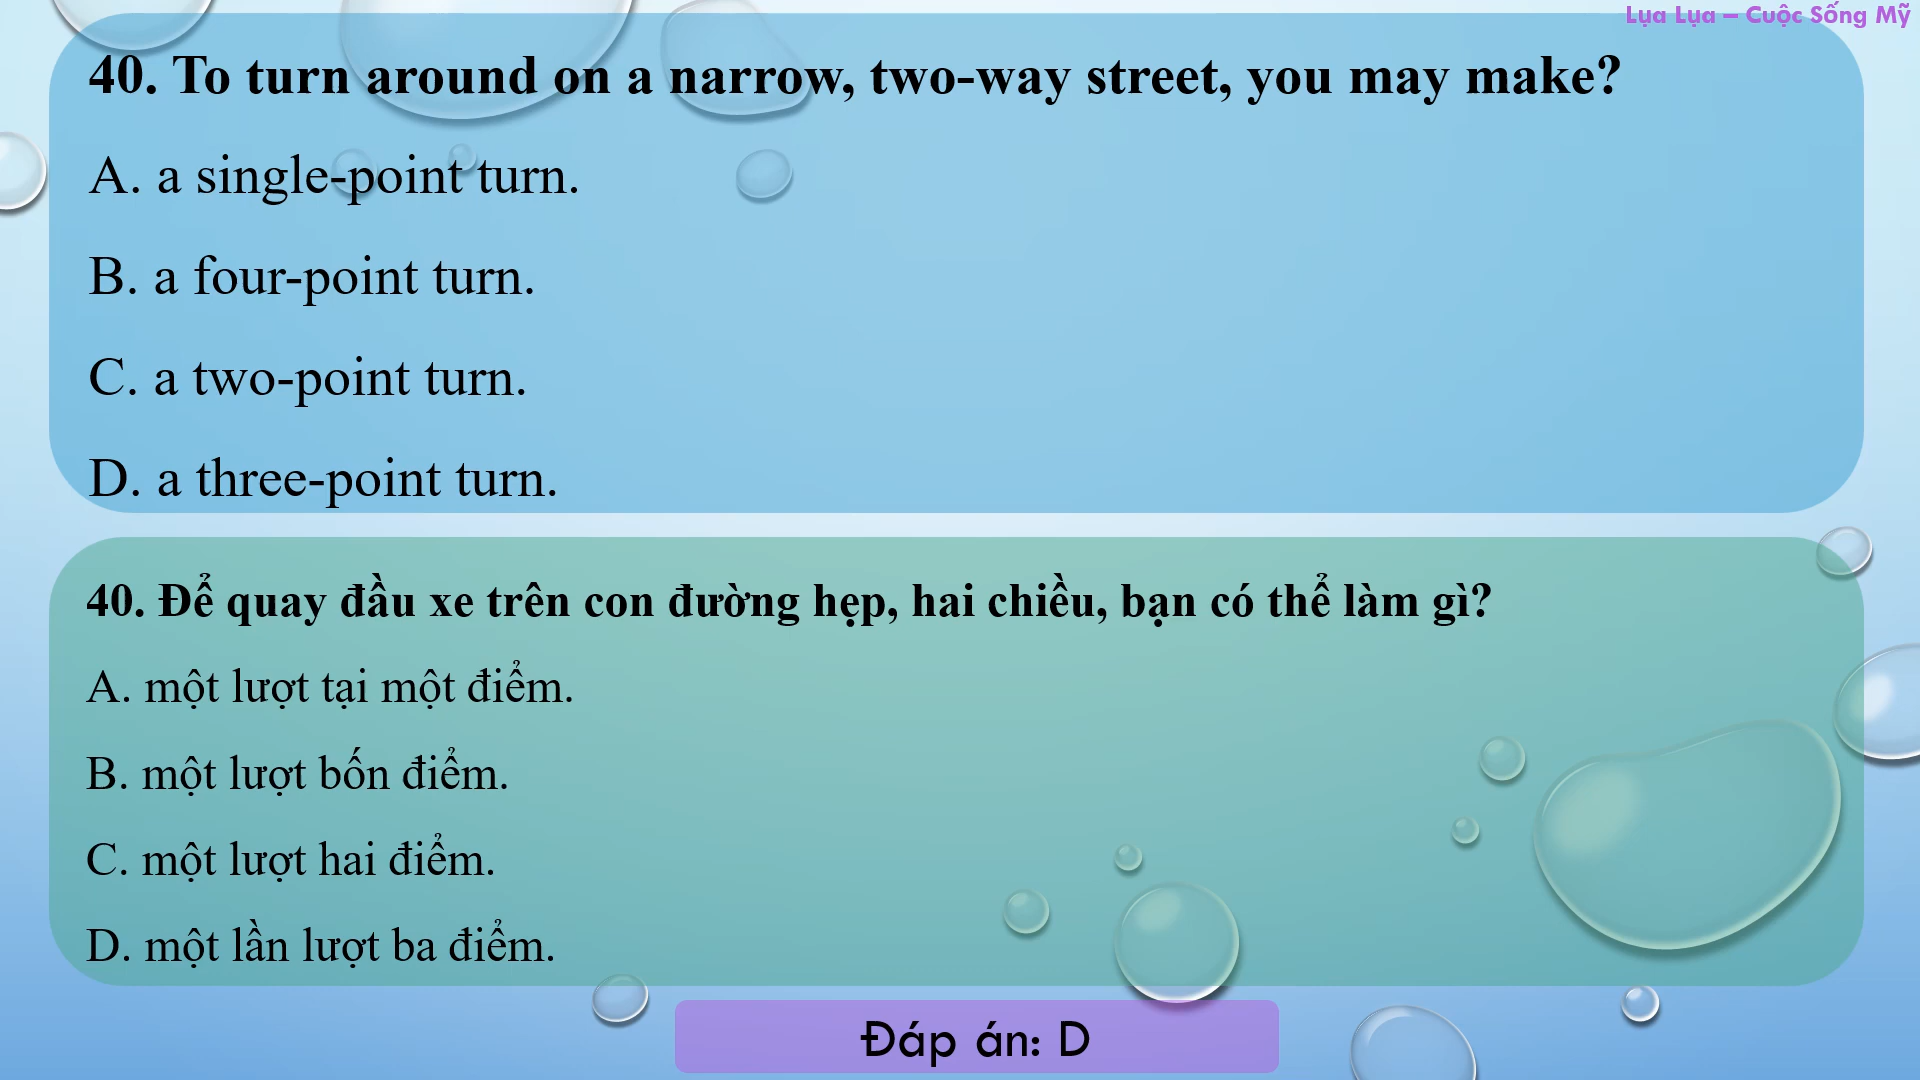 Lụa Lụa – Cuộc Sống Mỹ
40. To turn around on a narrow, two-way street, you may make?
A. a single-point turn.
B. a four-point turn.
C. a two-point turn.
D. a three-point turn.
40. Để quay đầu xe trên con đường hẹp, hai chiều, bạn có thể làm gì?
A. một lượt tại một điểm.
B. một lượt bốn điểm.
C. một lượt hai điểm.
D. một lần lượt ba điểm.
Đáp án: D